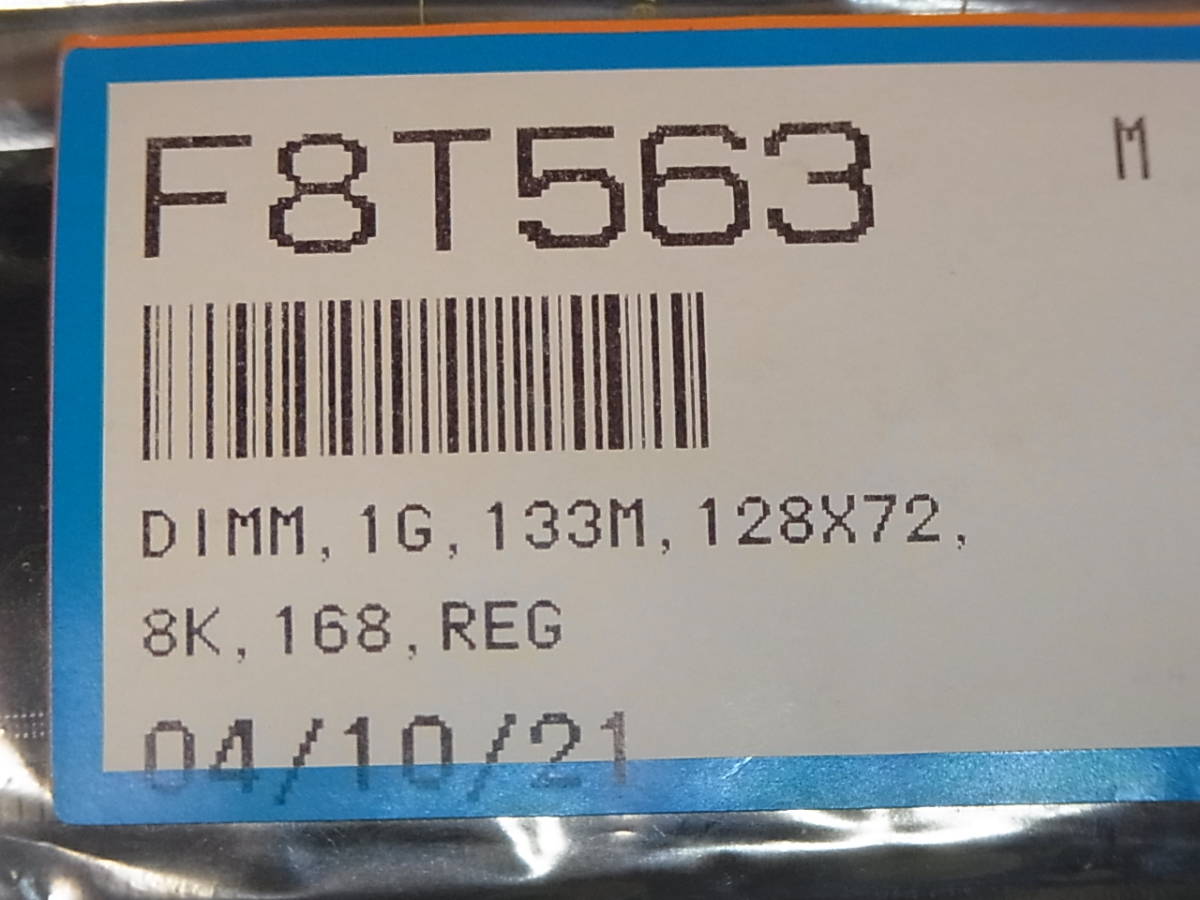 F8T563 M
DIMM,1G,133M,128X72,
8K,168,REG
04/10/21